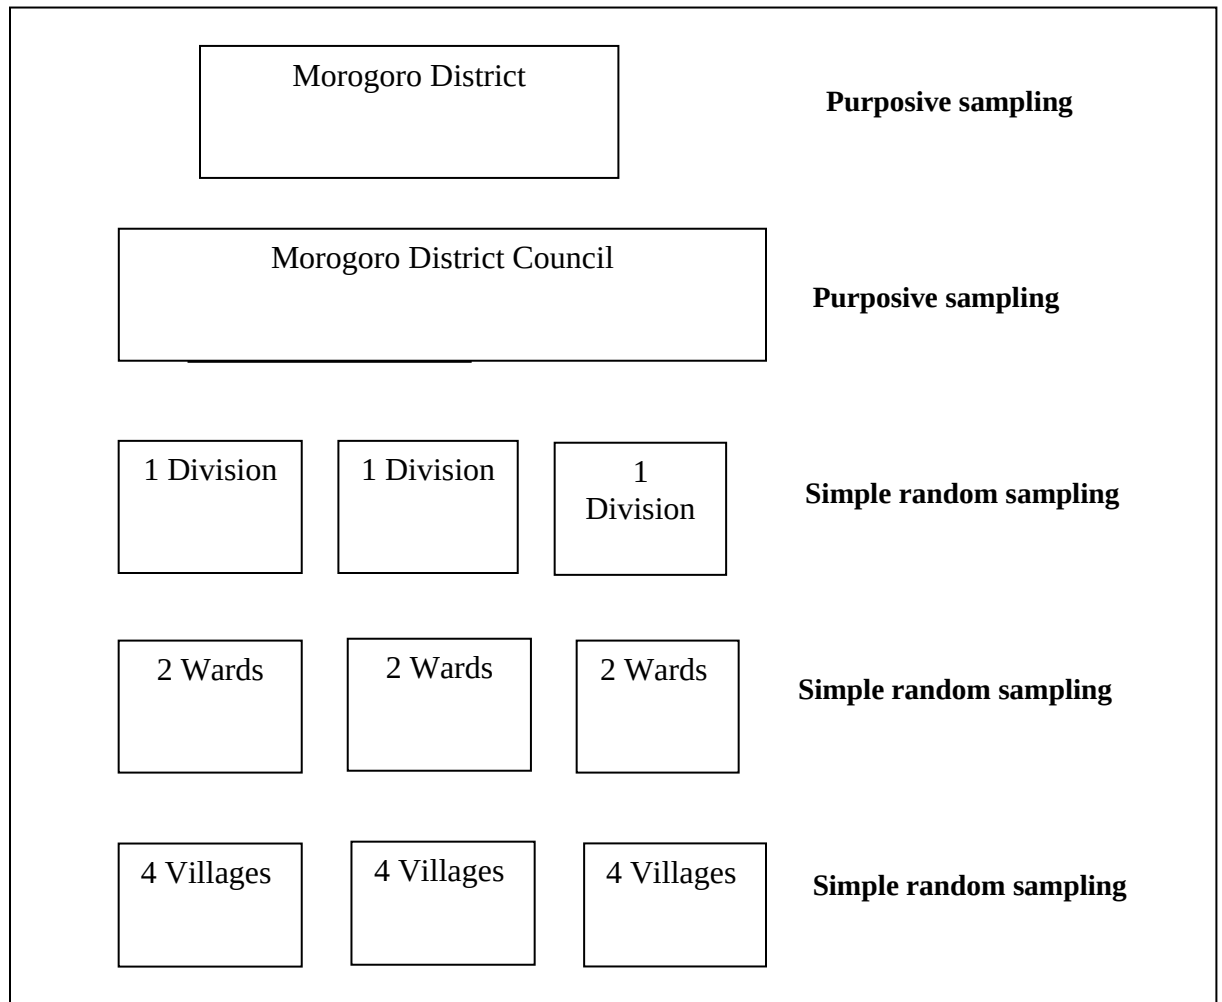 Morogoro District
Purposive sampling
Morogoro District Council
Purposive sampling
1 Division
1 Division
1
Division
Simple random sampling
2 Wards
2 Wards
2 Wards
Simple random sampling
4 Villages
4 Villages
4 Villages
Simple random sampling